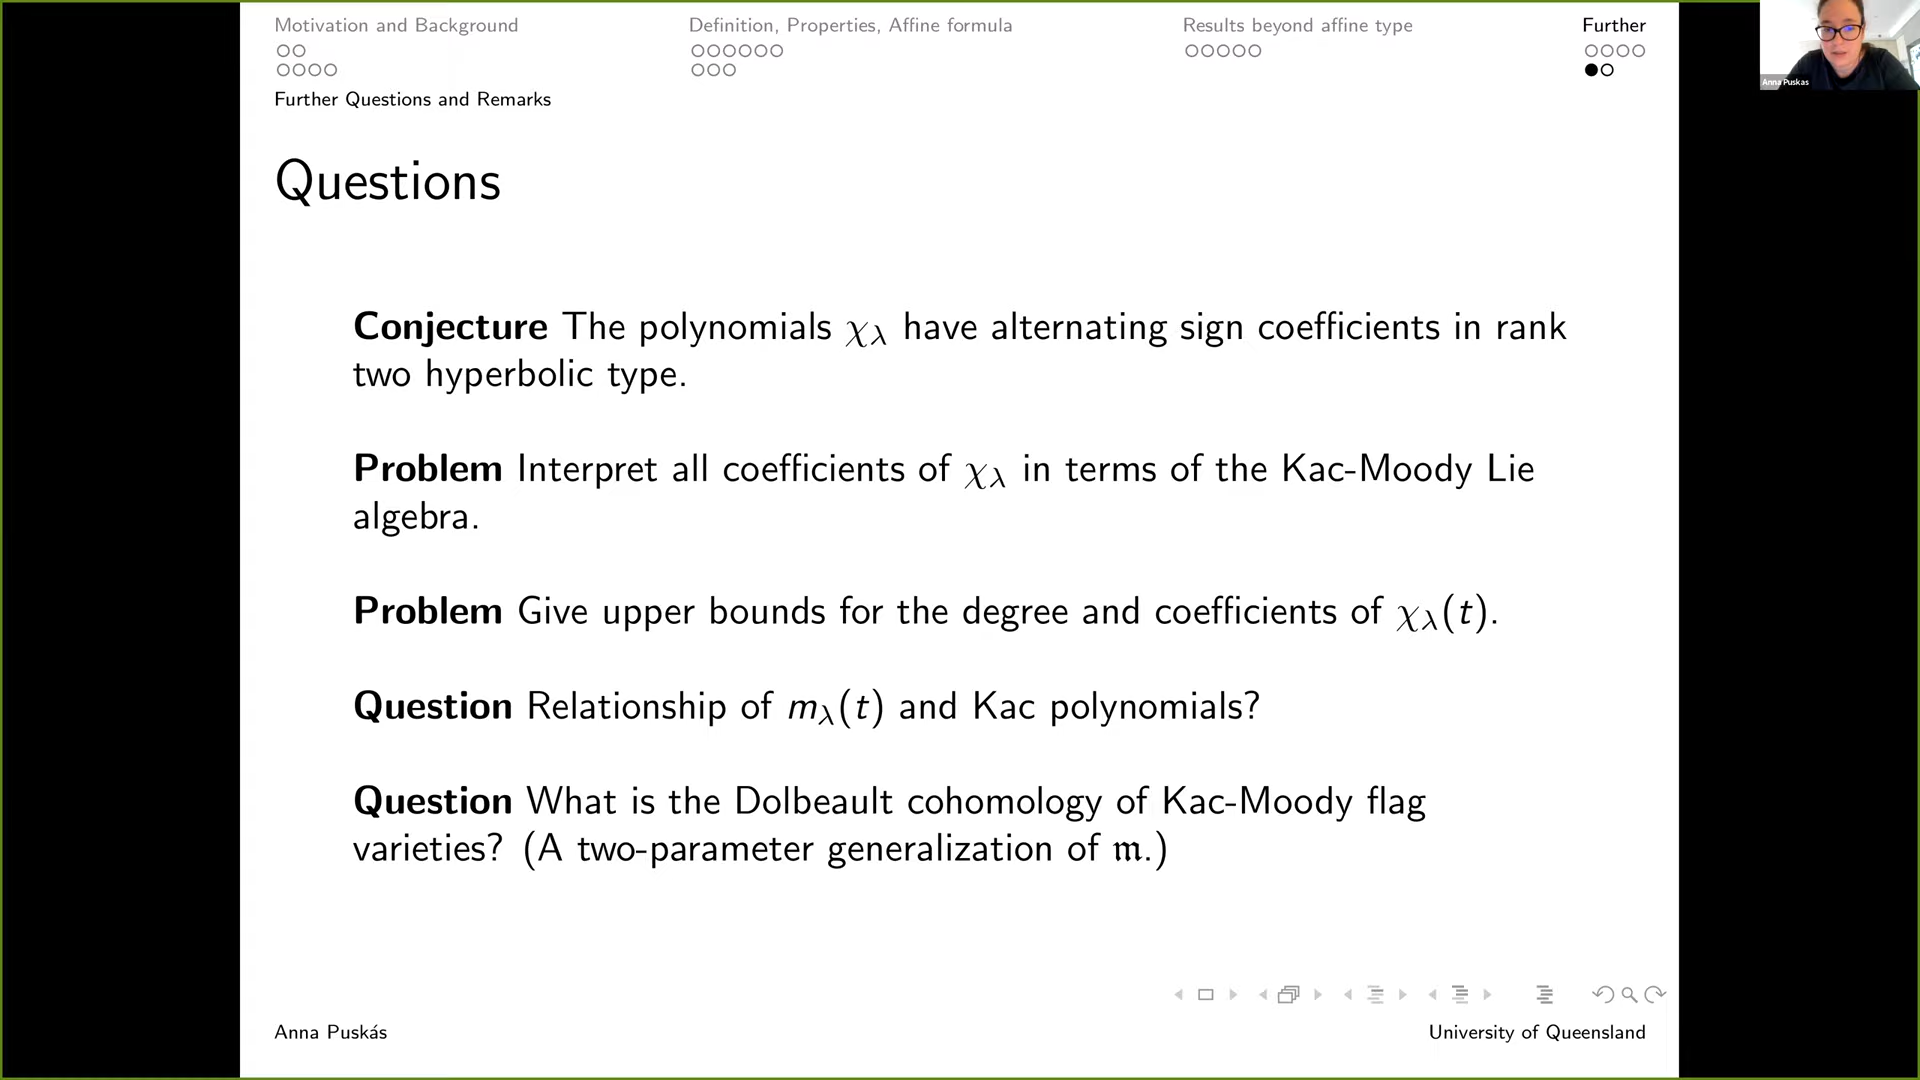 Motivation and Background
Definition, Properties, Affine formula
Results beyond affine type
Further
Further Questions and Remarks
Anna Puskas
Questions
Conjecture The polynomials χλ have alternating sign coefficients in rank
two hyperbolic type.
Problem Interpret all coefficients of χλ in terms of the Kac-Moody Lie
algebra.
Problem Give upper bounds for the degree and coefficients of χλ(t).
Question Relationship of mλ(t) and Kac polynomials?
Question What is the Dolbeault cohomology of Kac-Moody flag
varieties? (A two-parameter generalization of 𝔪.)
Anna Puskás
University of Queensland